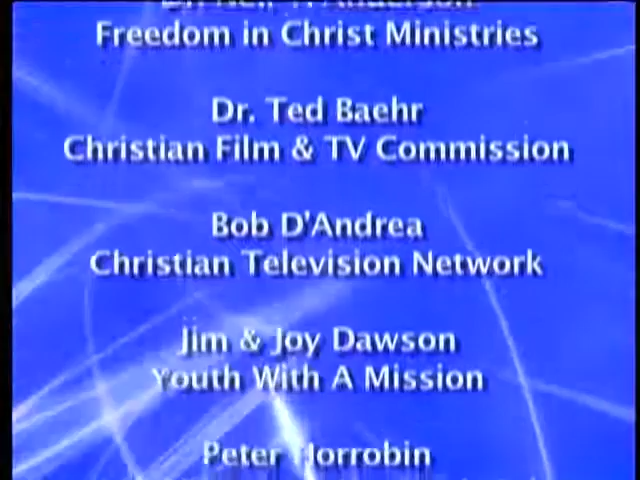 Freedom in Christ Ministries
Dr. Ted Baehr
Christian Film & TV Commission
Bob D'Andrea
Christian Television Network
Jim & Joy Dawson
Youth With A Mission
Peter Horrobin